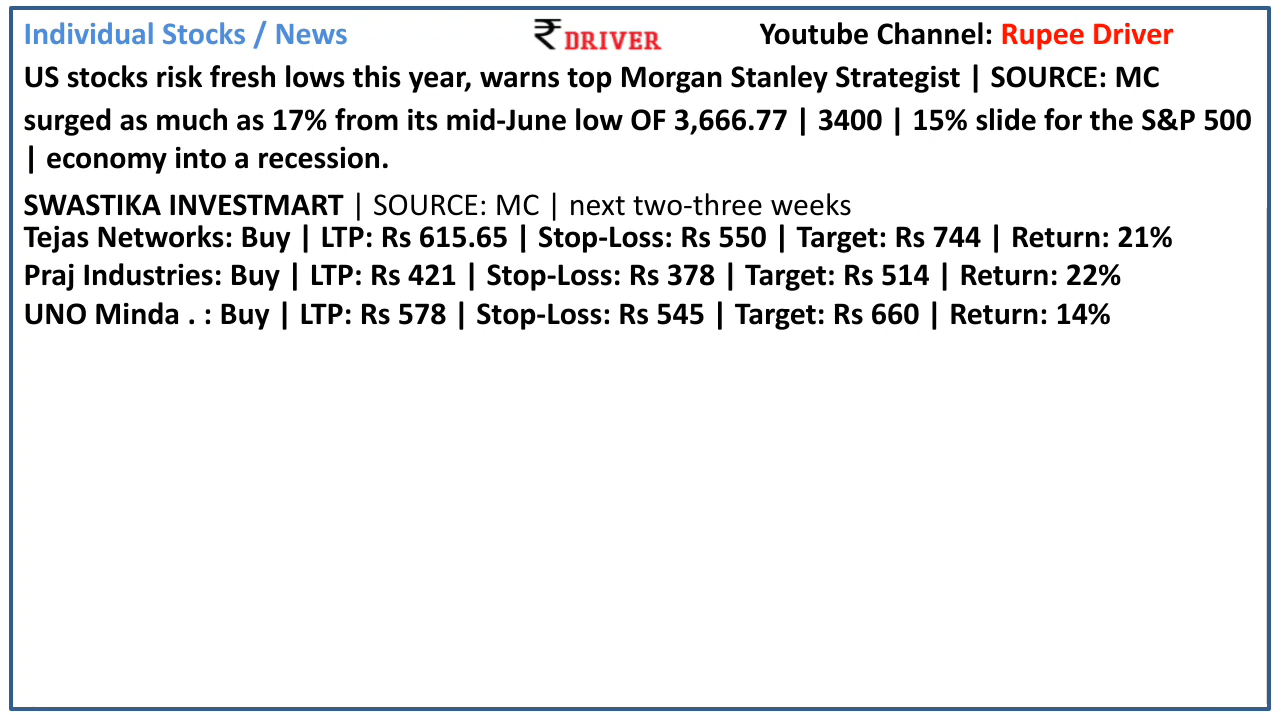 Individual Stocks / News ₹ DRIVER Youtube Channel: Rupee Driver
US stocks risk fresh lows this year, warns top Morgan Stanley Strategist | SOURCE: MC
surged as much as 17% from its mid-June low OF 3,666.77 | 3400 | 15% slide for the S&P 500
| economy into a recession.
SWASTIKA INVESTMART | SOURCE: MC | next two-three weeks
Tejas Networks: Buy | LTP: Rs 615.65 | Stop-Loss: Rs 550 | Target: Rs 744 | Return: 21%
Praj Industries: Buy | LTP: Rs 421 | Stop-Loss: Rs 378 | Target: Rs 514 | Return: 22%
UNO Minda . : Buy | LTP: Rs 578 | Stop-Loss: Rs 545 | Target: Rs 660 | Return: 14%